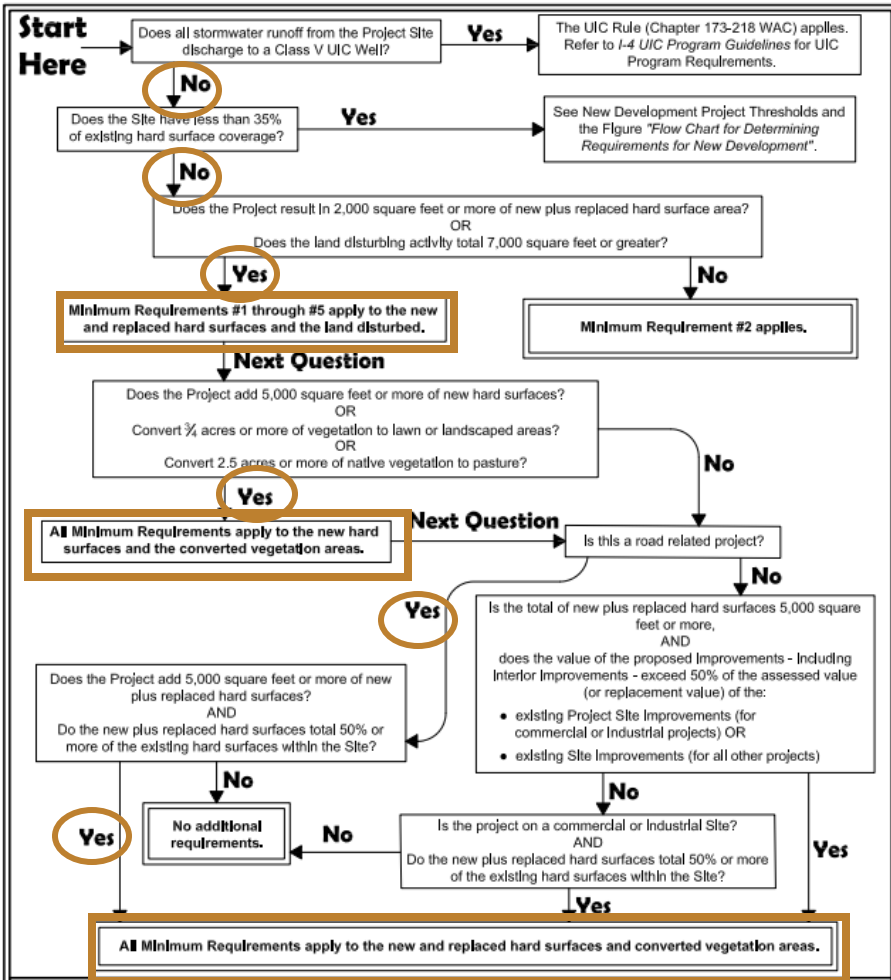 Start
Here
Does all stormwater runoff from the Project Site
discharge to a Class V UIC Well?
Yes
The UIC Rule (Chapter 173-218 WAC) applies.
Refer to I-4 UIC Program Guidelines for UIC
Program Requirements.
No
Does the Site have less than 35%
of existing hard surface coverage?
Yes
See New Development Project Thresholds and
the Figure "Flow Chart for Determining
Requirements for New Development".
No
Does the Project result in 2,000 square feet or more of new plus replaced hard surface area?
OR
Does the land disturbing activity total 7,000 square feet or greater?
Yes
No
Minimum Requirements #1 through #5 apply to the new
and replaced hard surfaces and the land disturbed.
Minimum Requirement #2 applies.
Next Question
Does the Project add 5,000 square feet or more of new hard surfaces?
OR
Convert ¾ acres or more of vegetation to lawn or landscaped areas?
OR
Convert 2.5 acres or more of native vegetation to pasture?
No
Yes
All Minimum Requirements apply to the new hard
surfaces and the converted vegetation areas.
Next Question
Is this a road related project?
Yes
No
Is the total of new plus replaced hard surfaces 5,000 square
feet or more,
AND
does the value of the proposed improvements - including
interior improvements - exceed 50% of the assessed value
(or replacement value) of the:
● existing Project Site improvements (for
commercial or industrial projects) OR
● existing Site improvements (for all other projects)
Does the Project add 5,000 square feet or more of new
plus replaced hard surfaces?
AND
Do the new plus replaced hard surfaces total 50% or
more of the existing hard surfaces within the Site?
No
No
Yes
No additional
requirements.
No
Is the project on a commercial or industrial Site?
AND
Do the new plus replaced hard surfaces total 50% or more
of the existing hard surfaces within the Site?
Yes
Yes
All Minimum Requirements apply to the new and replaced hard surfaces and converted vegetation areas.